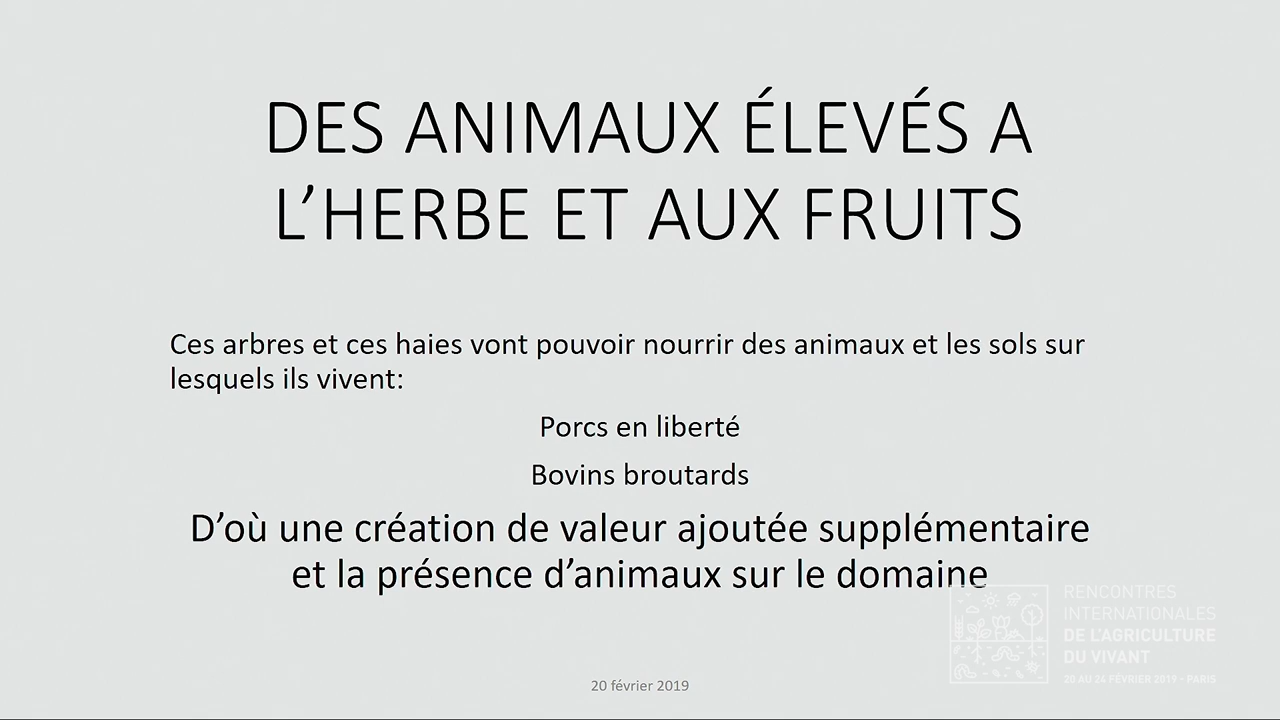 DES ANIMAUX ÉLEVÉS A
L’HERBE ET AUX FRUITS
Ces arbres et ces haies vont pouvoir nourrir des animaux et les sols sur
lesquels ils vivent:
Porcs en liberté
Bovins broutards
D’où une création de valeur ajoutée supplémentaire
et la présence d’animaux sur le domaine
RENCONTRES
INTERNATIONALES
DE L'AGRICULTURE
DU VIVANT
20 AU 24 FÉVRIER 2019 • PARIS
20 février 2019